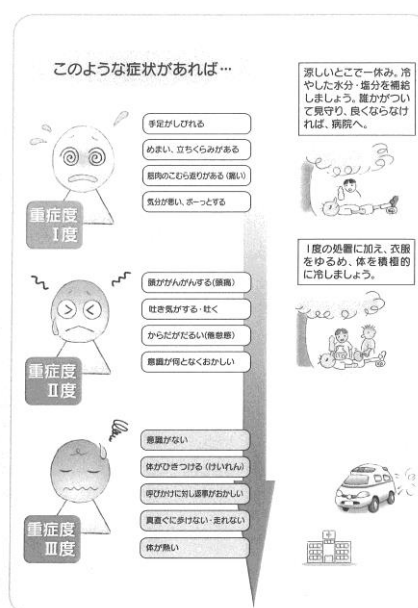 このような症状があれば…
手足がしびれる
めまい、立ちくらみがある
筋肉のこむら返りがある（痛い）
気分が悪い、ボーっとする
重症度
Ⅰ度
涼しいとこで一休み。冷
やした水分・塩分を補給
しましょう。誰かがつい
て見守り、良くならなけ
れば、病院へ。
頭ががんがんする（頭痛）
吐き気がする・吐く
からだがだるい（倦怠感）
意識が何となくおかしい
重症度
Ⅱ度
Ⅰ度の処置に加え、衣服
をゆるめ、体を積極的
に冷しましょう。
意識がない
体がひきつける（けいれん）
呼びかけに対し返事がおかしい
真直ぐに歩けない・走れない
体が熱い
重症度
Ⅲ度